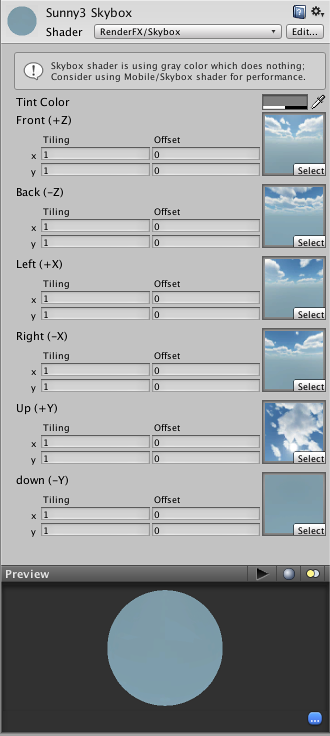 Sunny3 Skybox
Shader RenderFX/Skybox Edit...
Skybox shader is using gray color which does nothing;
Consider using Mobile/Skybox shader for performance.
Tint Color
Front (+Z)
Tiling Offset
x 1 0
y 1 0
Select
Back (-Z)
Tiling Offset
x 1 0
y 1 0
Select
Left (+X)
Tiling Offset
x 1 0
y 1 0
Select
Right (-X)
Tiling Offset
x 1 0
y 1 0
Select
Up (+Y)
Tiling Offset
x 1 0
y 1 0
Select
down (-Y)
Tiling Offset
x 1 0
y 1 0
Select
Preview